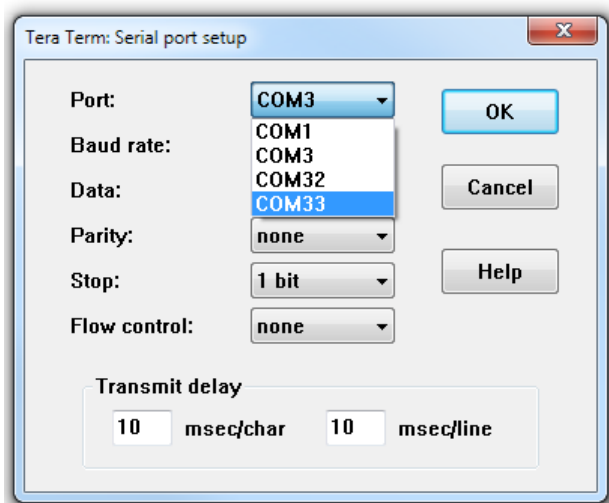 Tera Term: Serial port setup
Port: COM3 OK
COM1
Baud rate: COM3
COM32
Data: Cancel
COM33
Parity: none
Stop: 1 bit Help
Flow control: none
Transmit delay
10 msec/char 10 msec/line